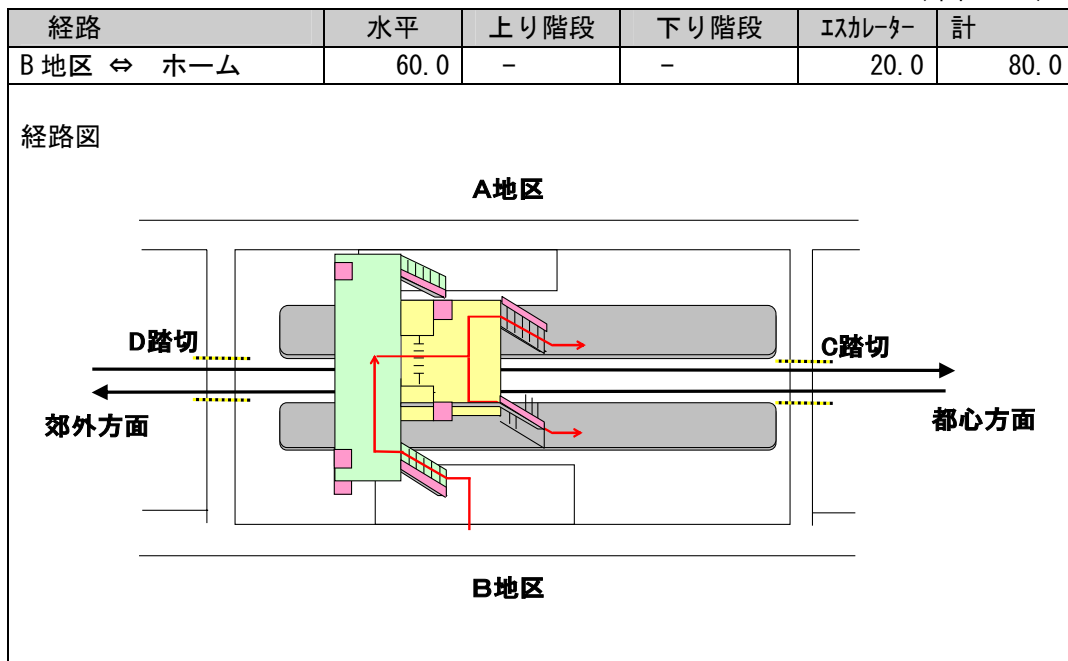 経路 水平 上り階段 下り階段 エスカレーター 計
B地区 ⇔ ホーム 60.0 － － 20.0 80.0
経路図
A地区
D踏切 C踏切
郊外方面 都心方面
B地区